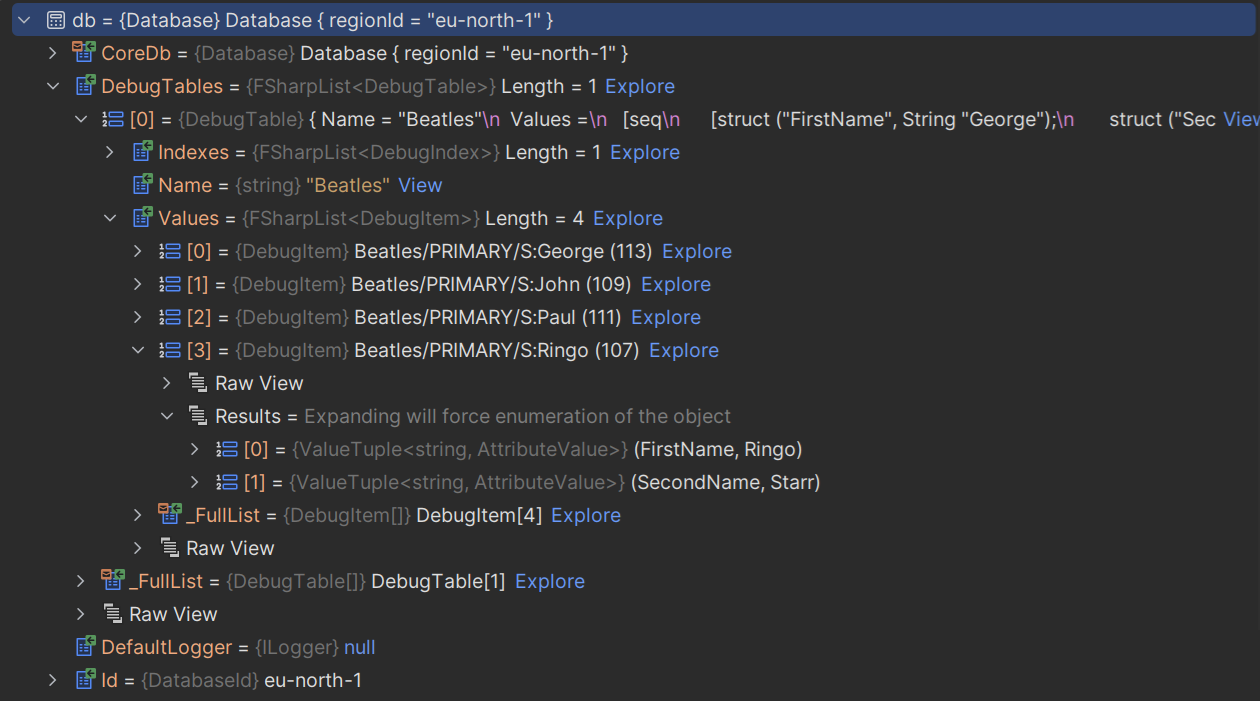 db = {Database} Database { regionId = "eu-north-1" }
CoreDb = {Database} Database { regionId = "eu-north-1" }
DebugTables = {FSharpList<DebugTable>} Length = 1 Explore
[0] = {DebugTable} { Name = "Beatles"\n Values =\n [seq\n [struct ("FirstName", String "George");\n struct ("Sec View
Indexes = {FSharpList<DebugIndex>} Length = 1 Explore
Name = {string} "Beatles" View
Values = {FSharpList<DebugItem>} Length = 4 Explore
[0] = {DebugItem} Beatles/PRIMARY/S:George (113) Explore
[1] = {DebugItem} Beatles/PRIMARY/S:John (109) Explore
[2] = {DebugItem} Beatles/PRIMARY/S:Paul (111) Explore
[3] = {DebugItem} Beatles/PRIMARY/S:Ringo (107) Explore
Raw View
Results = Expanding will force enumeration of the object
[0] = {ValueTuple<string, AttributeValue>} (FirstName, Ringo)
[1] = {ValueTuple<string, AttributeValue>} (SecondName, Starr)
_FullList = {DebugItem[]} DebugItem[4] Explore
Raw View
_FullList = {DebugTable[]} DebugTable[1] Explore
Raw View
DefaultLogger = {ILogger} null
Id = {DatabaseId} eu-north-1